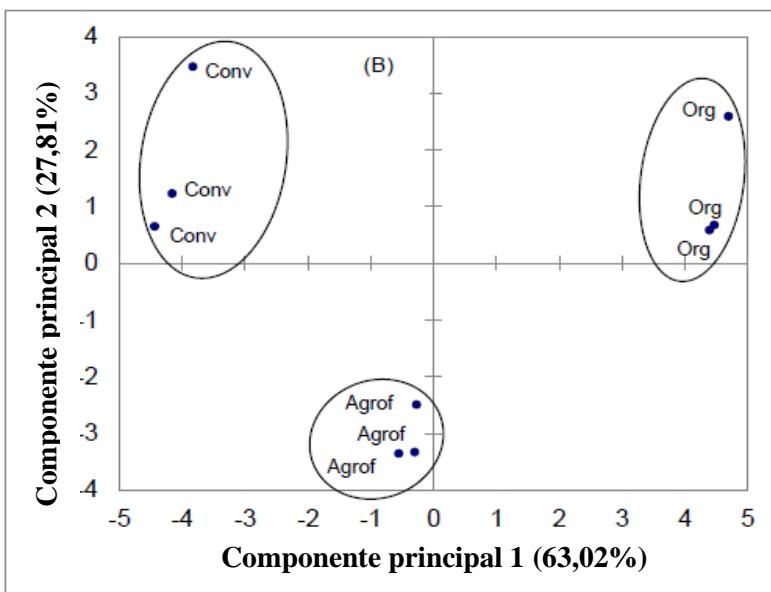 4
Conv
(B)
3
Org
2
Conv
1
Conv
Org
Org
0
-1
-2
Agrof
-3
Agrof
Agrof
-4
-5 -4 -3 -2 -1 0 1 2 3 4 5
Componente principal 2 (27,81%)
Componente principal 1 (63,02%)